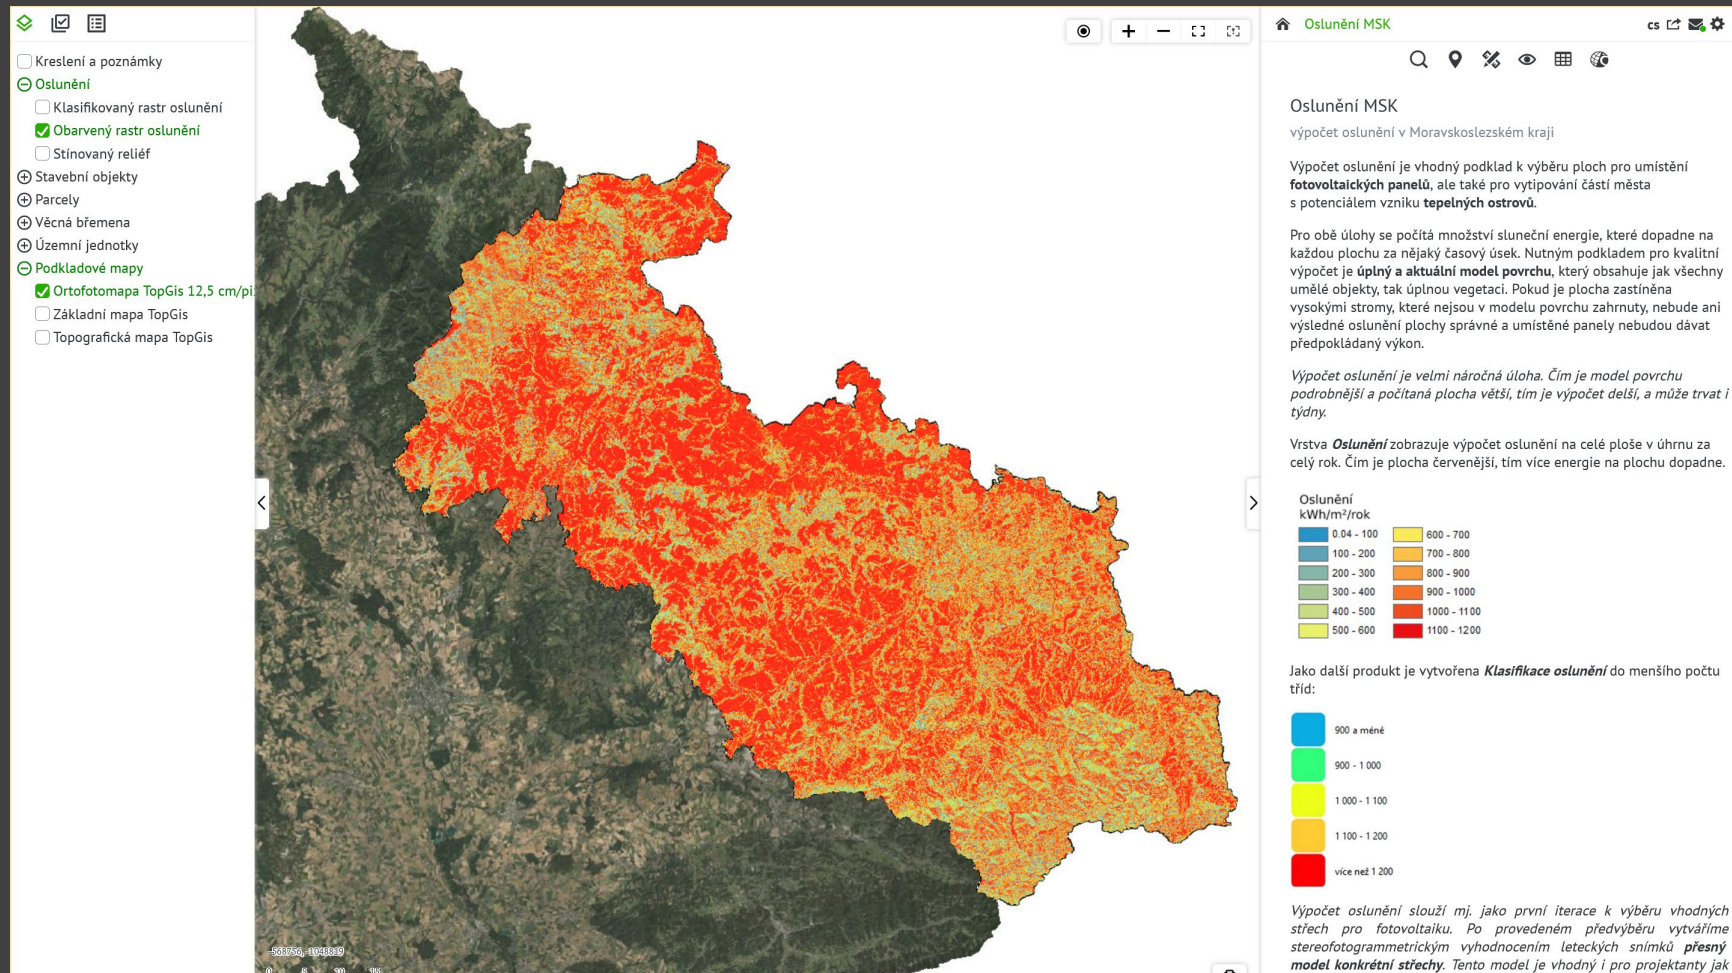 Oslunění MSK
cs
Kreslení a poznámky
Oslunění
Klasifikovaný rastr oslunění
Obarvený rastr oslunění
Stínovaný reliéf
Stavební objekty
Parcely
Věcná břemena
Územní jednotky
Podkladové mapy
Ortofotomapa TopGis 12,5 cm/pi
Základní mapa TopGis
Topografická mapa TopGis
-568756, -1048819
0 5 10 15
Oslunění MSK
výpočet oslunění v Moravskoslezském kraji
Výpočet oslunění je vhodný podklad k výběru ploch pro umístění
fotovoltaických panelů, ale také pro vytipování částí města
s potenciálem vzniku tepelných ostrovů.
Pro obě úlohy se počítá množství sluneční energie, které dopadne na
každou plochu za nějaký časový úsek. Nutným podkladem pro kvalitní
výpočet je úplný a aktuální model povrchu, který obsahuje jak všechny
umělé objekty, tak úplnou vegetaci. Pokud je plocha zastíněna
vysokými stromy, které nejsou v modelu povrchu zahrnuty, nebude ani
výsledné oslunění plochy správné a umístěné panely nebudou dávat
předpokládaný výkon.
Výpočet oslunění je velmi náročná úloha. Čím je model povrchu
podrobnější a počítaná plocha větší, tím je výpočet delší, a může trvat i
týdny.
Vrstva Oslunění zobrazuje výpočet oslunění na celé ploše v úhrnu za
celý rok. Čím je plocha červenější, tím více energie na plochu dopadne.
Oslunění
kWh/m²/rok
0.04 - 100 600 - 700
100 - 200 700 - 800
200 - 300 800 - 900
300 - 400 900 - 1000
400 - 500 1000 - 1100
500 - 600 1100 - 1200
Jako další produkt je vytvořena Klasifikace oslunění do menšího počtu
tříd:
900 a méné
900 - 1 000
1 000 - 1 100
1 100 - 1 200
více než 1 200
Výpočet oslunění slouží mj. jako první iterace k výběru vhodných
střech pro fotovoltaiku. Po provedeném předvýběru vytváříme
stereofotogrammetrickým vyhodnocením leteckých snímků přesný
model konkrétní střechy. Tento model je vhodný i pro projektanty jak